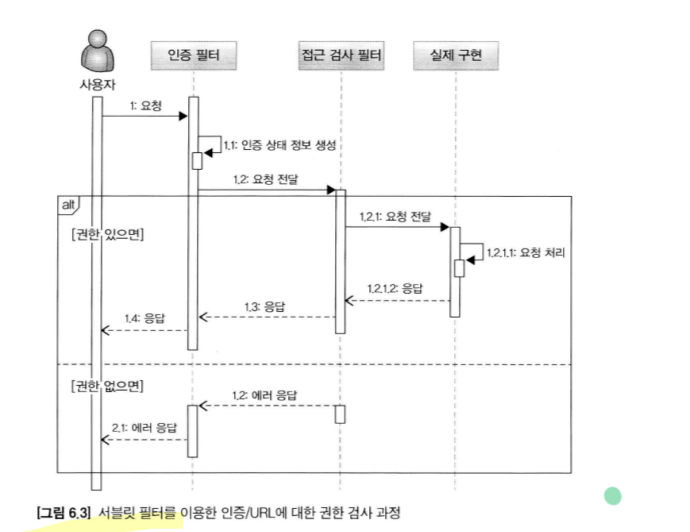 인증 필터
접근 검사 필터
실제 구현
사용자
1: 요청
1.1: 인증 상태 정보 생성
1.2: 요청 전달
alt
1.2.1: 요청 전달
[권한 있으면]
1.2.1.1: 요청 처리
1.2.1.2: 응답
1.3: 응답
1.4: 응답
[권한 없으면]
1.2: 에러 응답
2.1: 에러 응답
[그림 6.3] 서블릿 필터를 이용한 인증/URL에 대한 권한 검사 과정